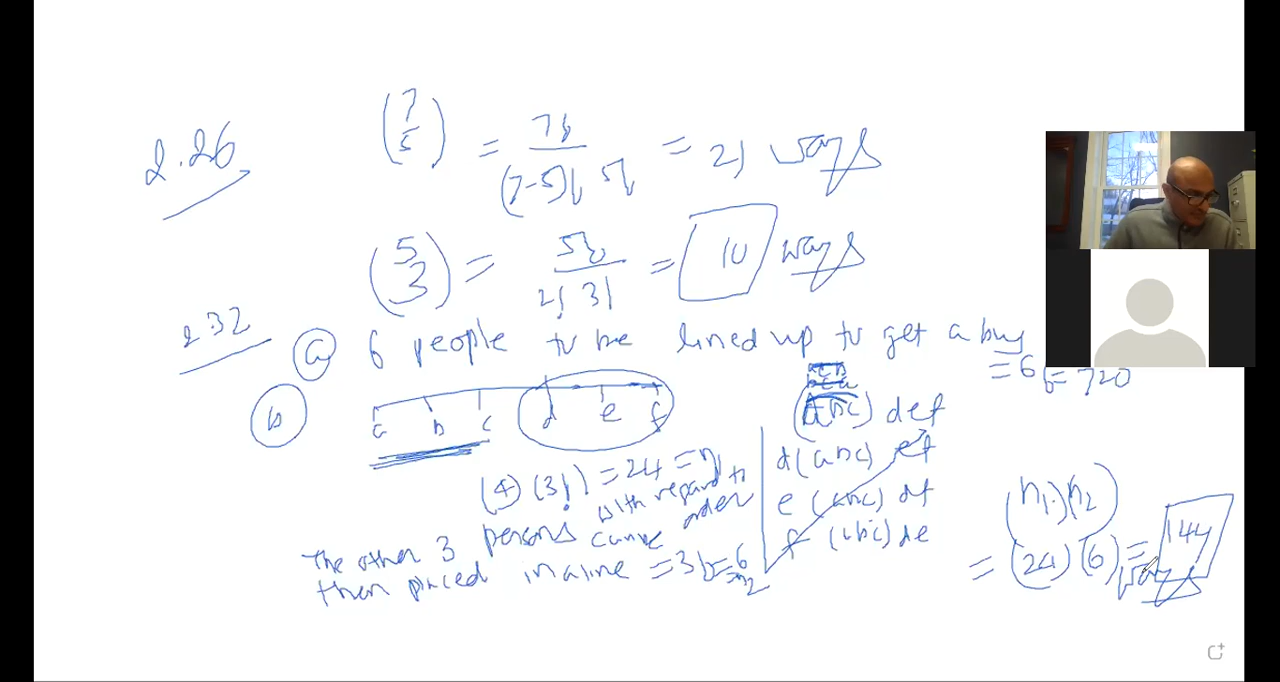 2.26
(7 5) = 7! / (7-5)! 5! = 21 ways
(5 3) = 5! / 2! 3! = 10 ways
2.32
(a) 6 people to be lined up to get a bus
= 6! = 720
(b)
a b c d e f
(abc) def
d (abc) ef
e (abc) df
f (abc) de
(4) (3!) = 24 = n1
with regard to order
The other 3 persons can be
then placed in a line = 3! = 6
= n2
(n1)(n2)
= (24) (6) = 144
ways